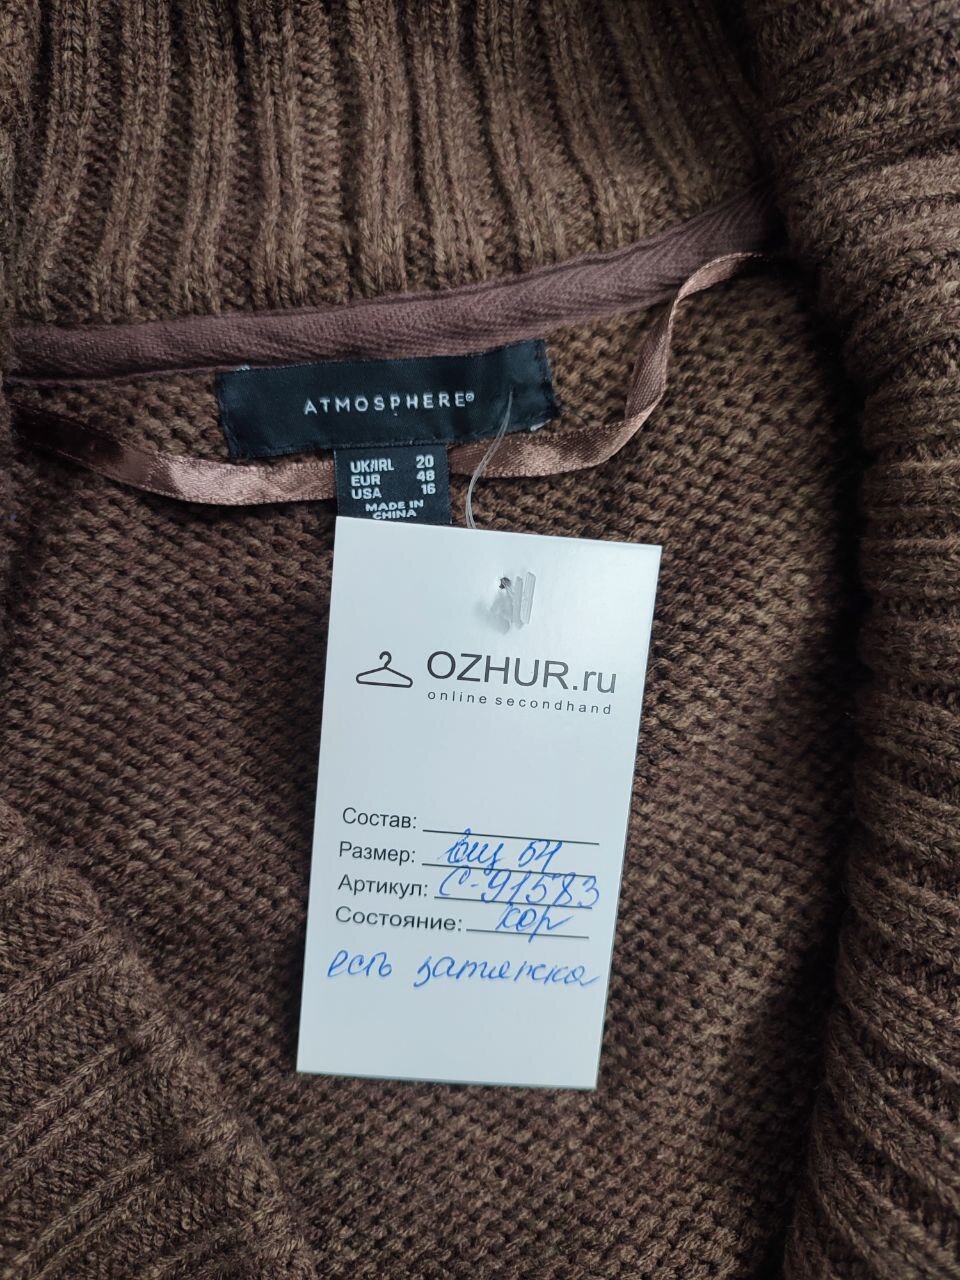 ATMOSPHERE®
UK/IRL 20
EUR 48
USA 16
MADE IN
CHINA
OZHUR.ru
online secondhand
Состав:
Размер: 54
Артикул: С-91583
Состояние: хор
есть затяжка